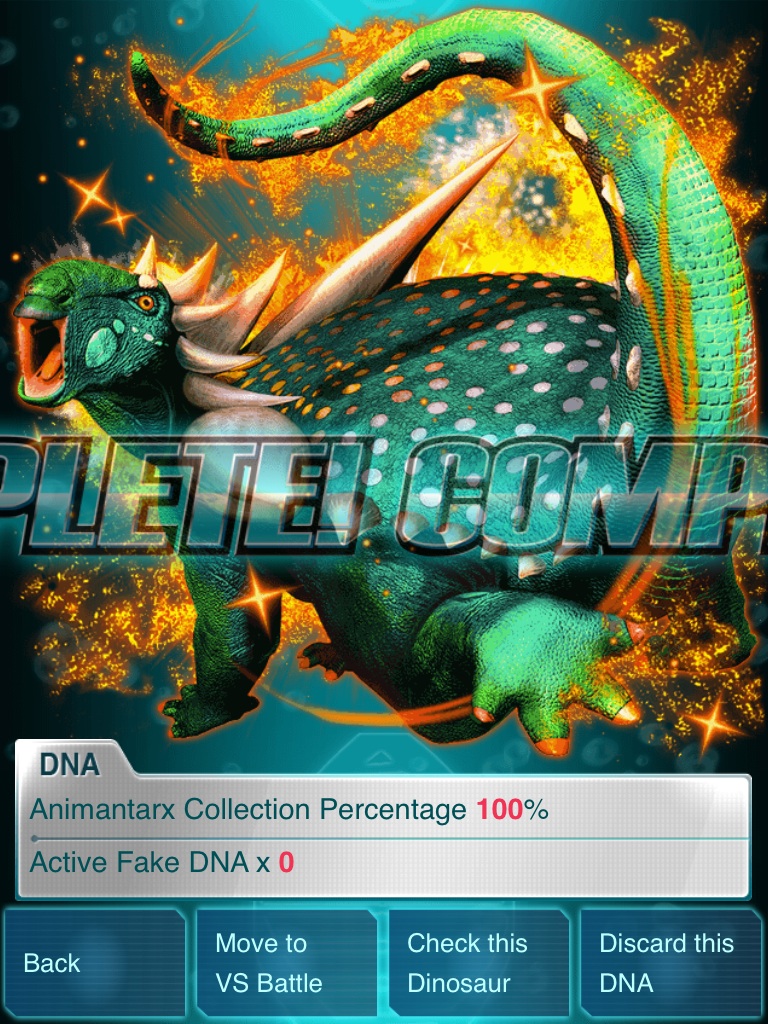 PLETE! COMP
DNA
Animantarx Collection Percentage 100%
Active Fake DNA x 0
Back
Move to
VS Battle
Check this
Dinosaur
Discard this
DNA